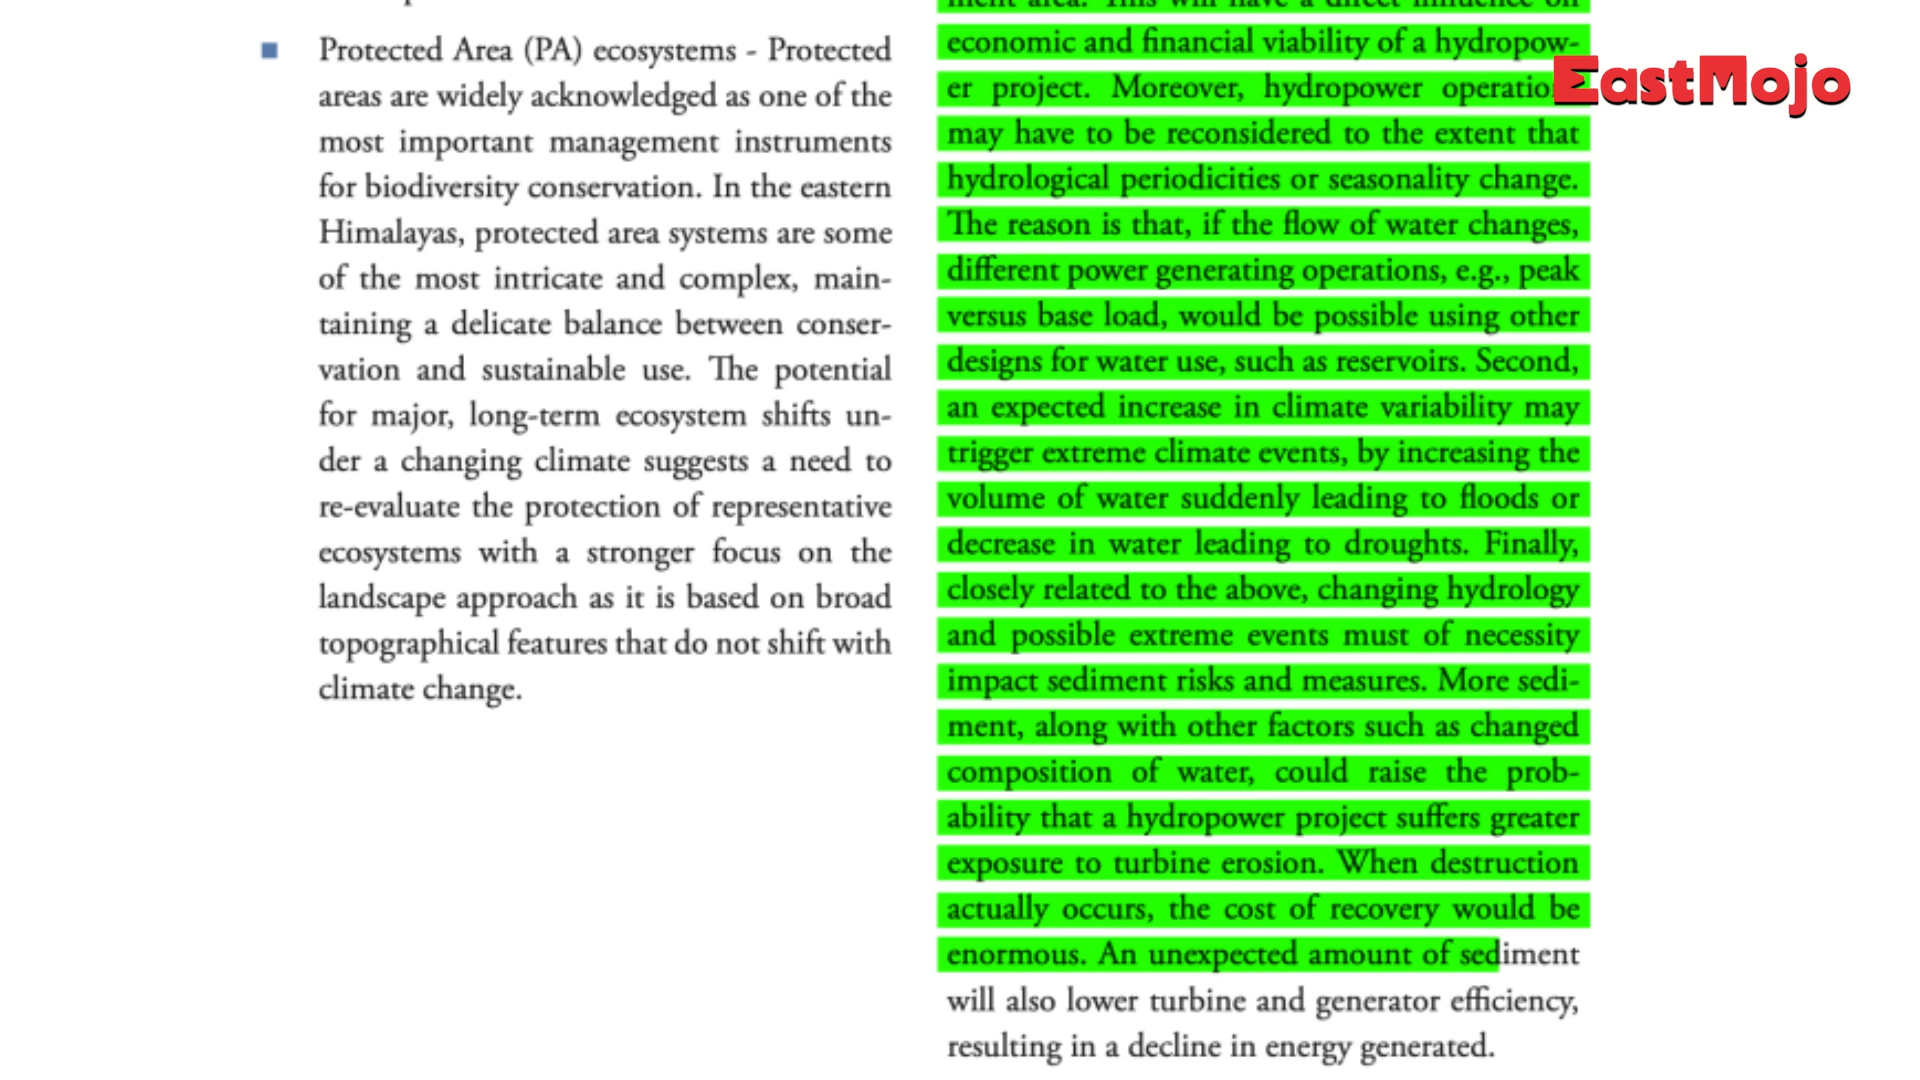 Protected Area (PA) ecosystems - Protected
areas are widely acknowledged as one of the
most important management instruments
for biodiversity conservation. In the eastern
Himalayas, protected area systems are some
of the most intricate and complex, main-
taining a delicate balance between conser-
vation and sustainable use. The potential
for major, long-term ecosystem shifts un-
der a changing climate suggests a need to
re-evaluate the protection of representative
ecosystems with a stronger focus on the
landscape approach as it is based on broad
topographical features that do not shift with
climate change.
ment area. This will have a direct influence on
economic and financial viability of a hydropow-
er project. Moreover, hydropower
may have to be reconsidered to the extent that
hydrological periodicities or seasonality change.
The reason is that, if the flow of water changes,
different power generating operations, e.g., peak
versus base load, would be possible using other
designs for water use, such as reservoirs. Second,
an expected increase in climate variability may
trigger extreme climate events, by increasing the
volume of water suddenly leading to floods or
decrease in water leading to droughts. Finally,
closely related to the above, changing hydrology
and possible extreme events must of necessity
impact sediment risks and measures. More sedi-
ment, along with other factors such as changed
composition of water, could raise the prob-
ability that a hydropower project suffers greater
exposure to turbine erosion. When destruction
actually occurs, the cost of recovery would be
enormous. An unexpected amount of sediment
will also lower turbine and generator efficiency,
resulting in a decline in energy generated.
EastMojo